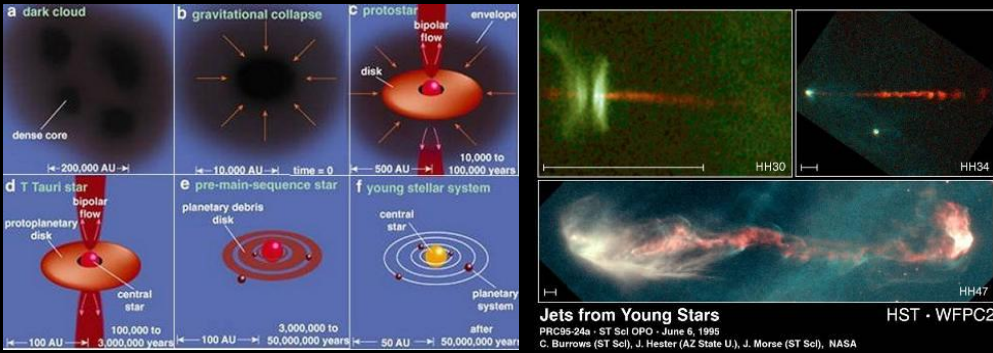 a dark cloud
dense core
200,000 AU
b gravitational collapse
10,000 AU
time = 0
c protostar
envelope
bipolar
flow
disk
500 AU
10,000 to
100,000 years
d T Tauri star
bipolar
flow
protoplanetary
disk
central
star
100 AU
100,000 to
3,000,000 years
e pre-main-sequence star
planetary debris
disk
100 AU
3,000,000 to
50,000,000 years
f young stellar system
central
star
planetary
system
50 AU
after
50,000,000 years
HH30
HH34
HH47
Jets from Young Stars
HST · WFPC2
PRC95-24a · ST ScI OPO · June 6, 1995
C. Burrows (ST ScI), J. Hester (AZ State U.), J. Morse (ST ScI), NASA